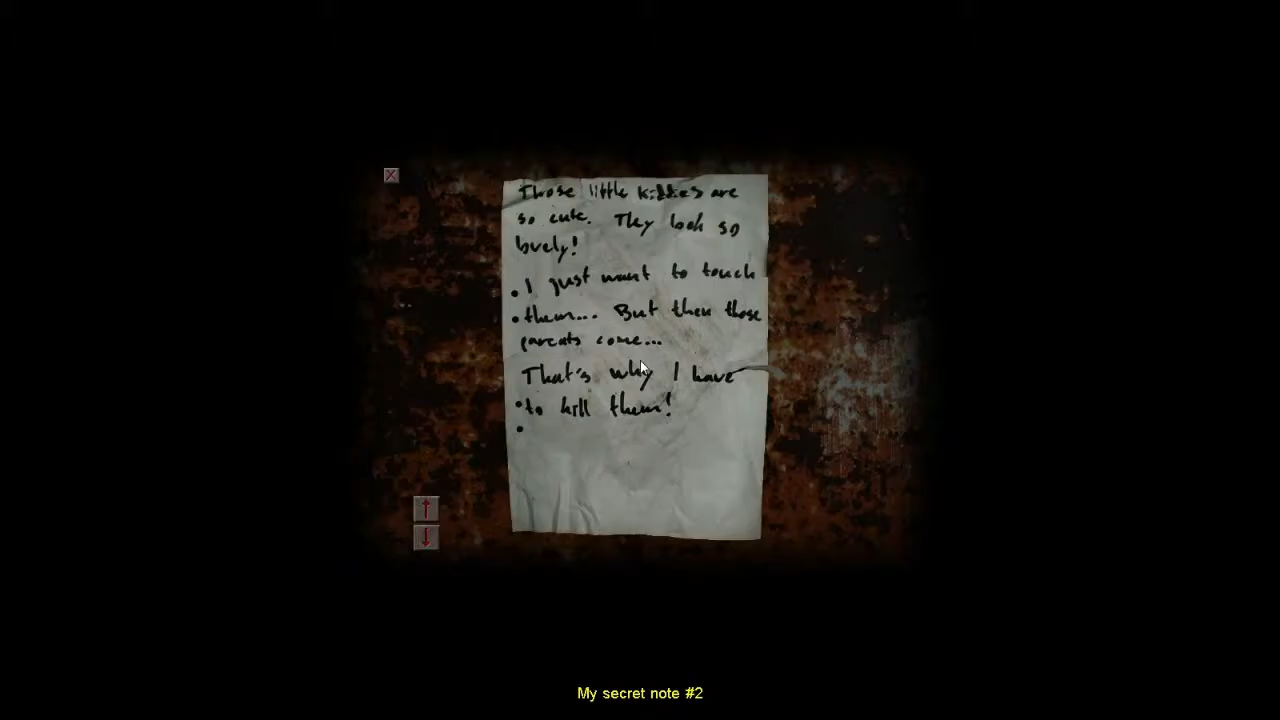 Those little kitties are
so cute. They look so
lovely!
I just want to touch
them... But then those
parents come...
That's why I have
to kill them!
My secret note #2